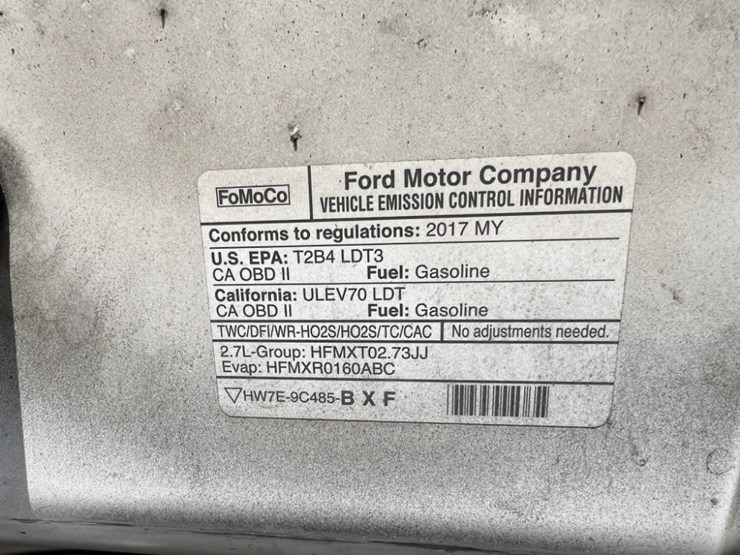 FoMoCo
Ford Motor Company
VEHICLE EMISSION CONTROL INFORMATION
Conforms to regulations: 2017 MY
U.S. EPA: T2B4 LDT3
CA OBD II Fuel: Gasoline
California: ULEV70 LDT
CA OBD II Fuel: Gasoline
TWC/DFI/WR-HO2S/HO2S/TC/CAC No adjustments needed.
2.7L-Group: HFMXT02.73JJ
Evap: HFMXR0160ABC
HW7E-9C485-B X F